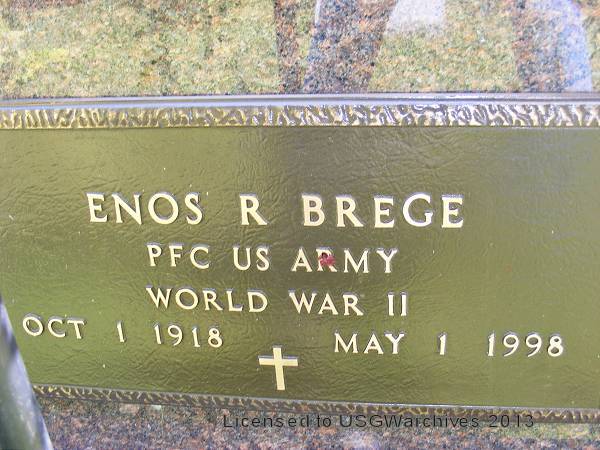 ENOS R BREGE
PFC US ARMY
WORLD WAR II
OCT 1 1918 MAY 1 1998
Licensed to USGWarchives 2013